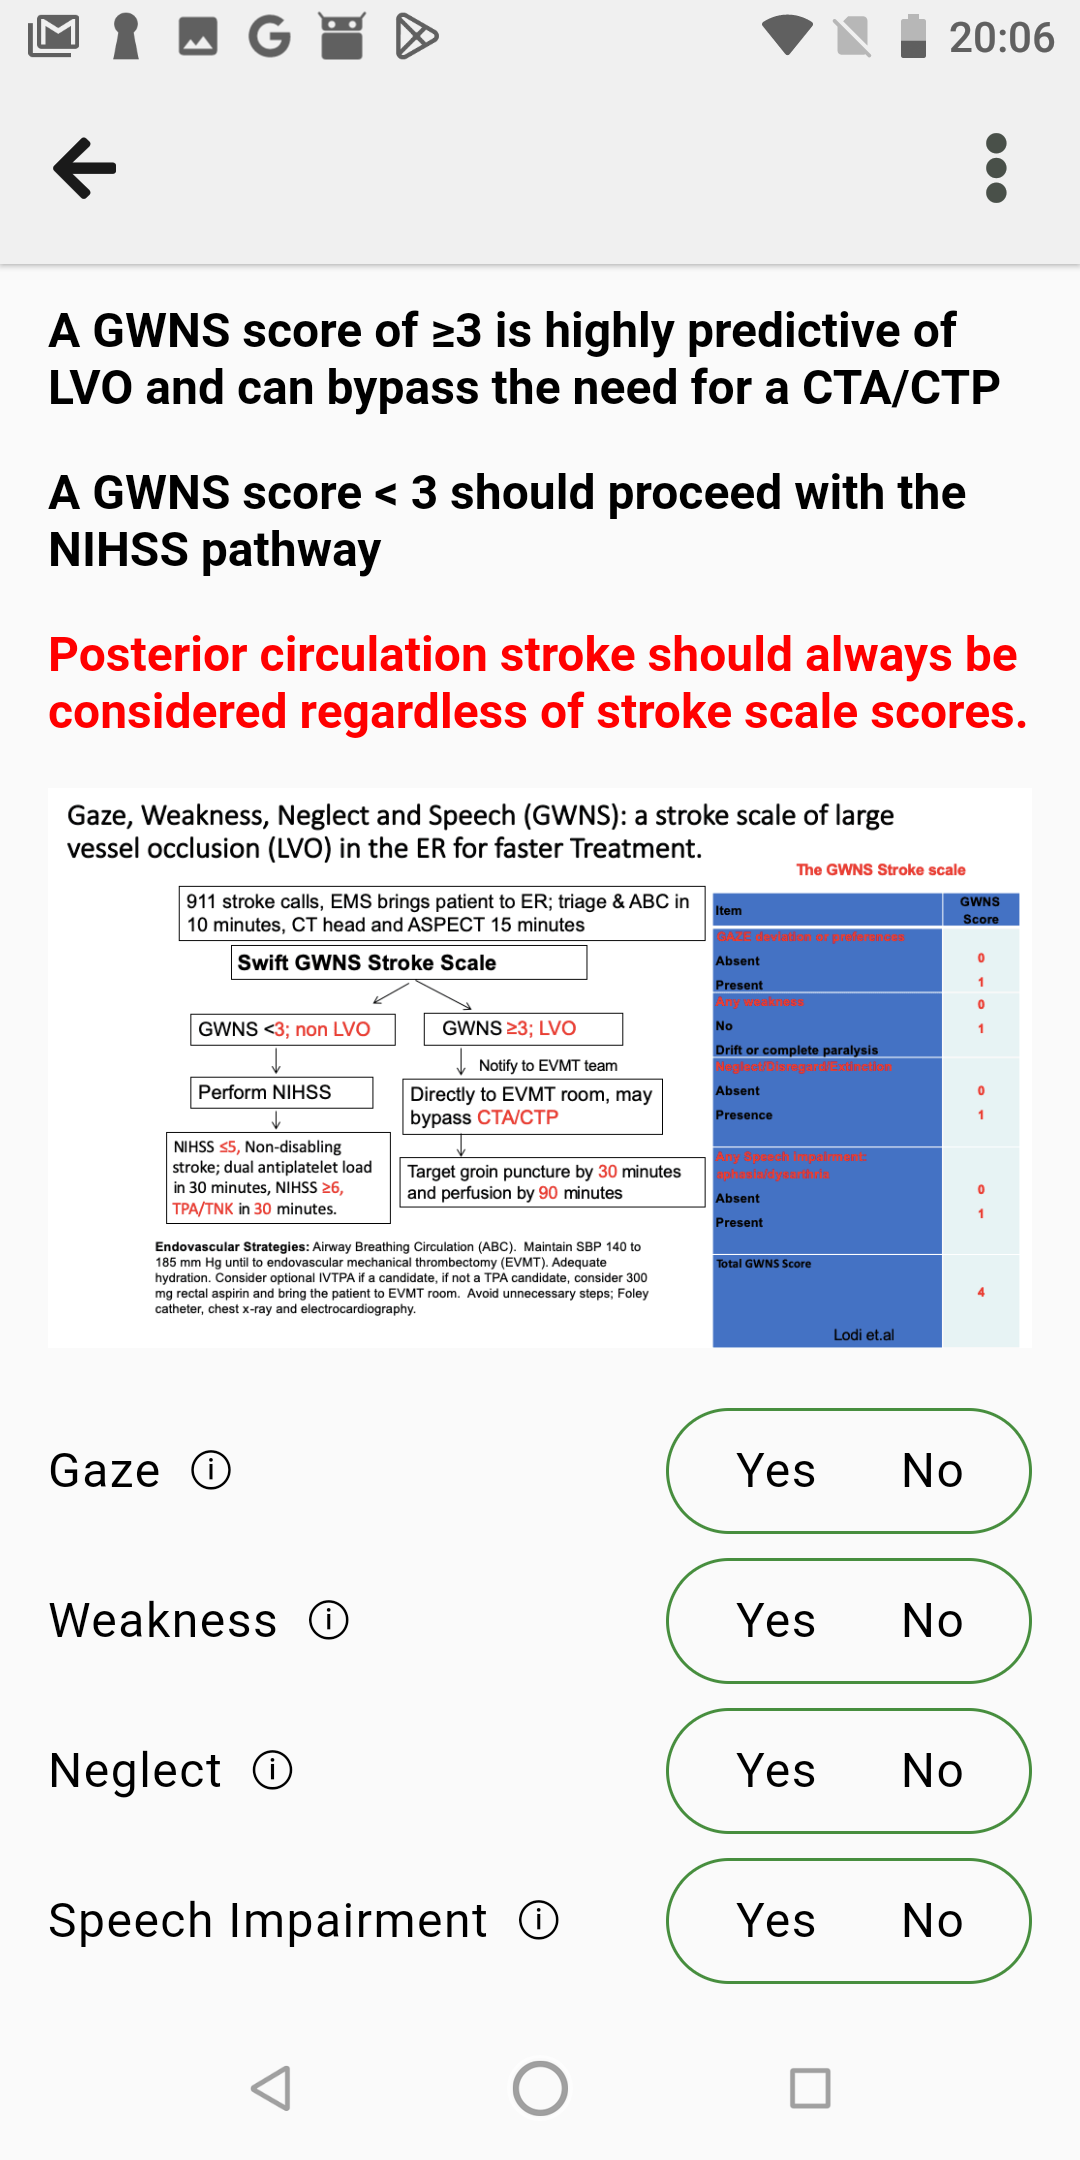 20:06
A GWNS score of ≥3 is highly predictive of
LVO and can bypass the need for a CTA/CTP
A GWNS score < 3 should proceed with the
NIHSS pathway
Posterior circulation stroke should always be
considered regardless of stroke scale scores.
Gaze, Weakness, Neglect and Speech (GWNS): a stroke scale of large
vessel occlusion (LVO) in the ER for faster Treatment.
911 stroke calls, EMS brings patient to ER; triage & ABC in
10 minutes, CT head and ASPECT 15 minutes
Swift GWNS Stroke Scale
GWNS <3; non LVO
GWNS ≥3; LVO
Notify to EVMT team
Perform NIHSS
Directly to EVMT room, may
bypass CTA/CTP
NIHSS ≤5, Non-disabling
stroke; dual antiplatelet load
in 30 minutes, NIHSS ≥6,
TPA/TNK in 30 minutes.
Target groin puncture by 30 minutes
and perfusion by 90 minutes
Endovascular Strategies: Airway Breathing Circulation (ABC). Maintain SBP 140 to
185 mm Hg until to endovascular mechanical thrombectomy (EVMT). Adequate
hydration. Consider optional IVTPA if a candidate, if not a TPA candidate, consider 300
mg rectal aspirin and bring the patient to EVMT room. Avoid unnecessary steps; Foley
catheter, chest x-ray and electrocardiography.
The GWNS Stroke scale
Item
GWNS
Score
GAZE deviation or preferences
Absent 0
Present 1
Any weakness 0
No 1
Drift or complete paralysis
Neglect/Disregard/Extinction
Absent 0
Presence 1
Any Speech Impairment:
aphasia/dysarthria
Absent 0
Present 1
Total GWNS Score
4
Lodi et.al
Gaze Yes No
Weakness Yes No
Neglect Yes No
Speech Impairment Yes No